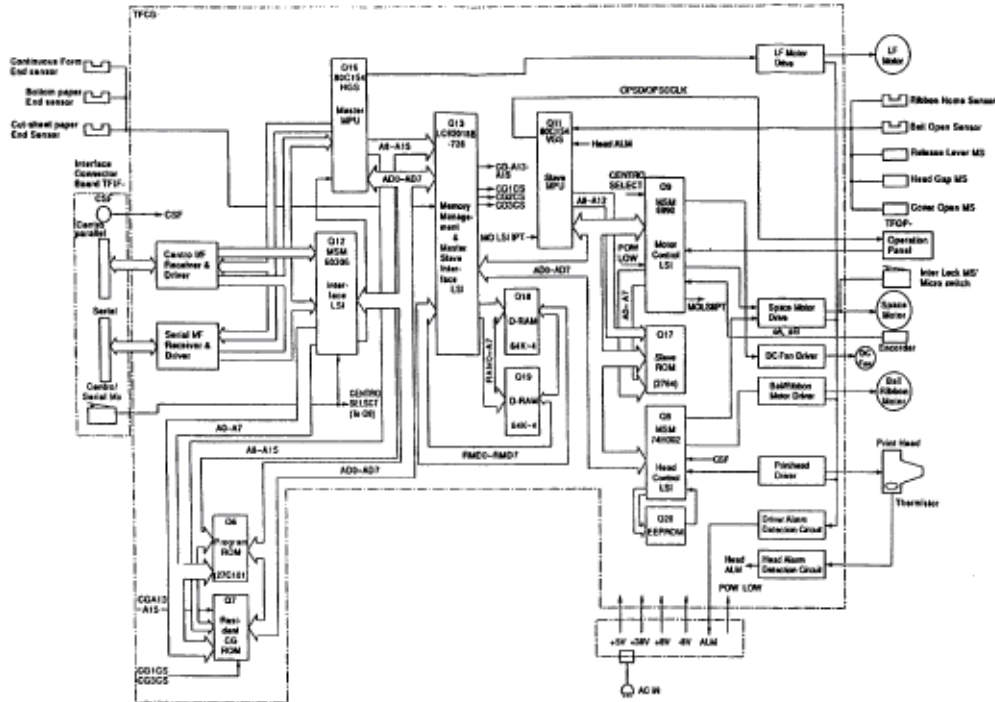 TFCS-
Continuous Form
End sensor
Bottom paper
End sensor
Cut-sheet paper
End Sensor
Interface
Connector
Board TFIF-
CSF
CSF
parallel
Serial
Centro/
Centro I/F
Receiver &
Driver
Serial I/F
Receiver &
Driver
Q15
80C154
HGS
Master
MPU
Q12
MSM
60306
Inter-
face
LSI
CENTRO
SELECT
A8-A15
AD0-AD7
A0-A7
A8-A15
AD0-AD7
Q6
Program
ROM
Q7
Resi-
dent
CG
ROM
CGA13
A15
CG1CS
CG3CS
Q13
-738
Memory
Manage-
ment
&
Master
Slave
Inter-
face
LSI
CG-A13-
A15
CG1CS
CG2CS
CG3CS
Q18
D-RAM
64K-4
Q19
D-RAM
64K-4
RMD0-RMD7
OPSD/OPSDCLK
Q11
80C154
VGS
Slave
MPU
Head ALM
A8-A12
AD0-AD7
CENTRO
SELECT
POW
LOW
A0-A7
Q9
MSM
Motor
Control
LSI
Q17
Slave
ROM
(2764)
Q8
MSM
Head
Control
LSI
Q20
EEPROM
CSF
LF Motor
Drive
LF
Motor
Ribbon Home Sensor
Bail Open Sensor
Release Lever MS
Head Gap MS
Cover Open MS
TFOP-
Operation
Panel
Inter Lock MS/
Micro switch
Space Motor
Drive
Space
Motor
Encorder
DC-Fan Driver
DC
Fan
Bail/Ribbon
Motor Driver
Bail
Ribbon
Motor
Print Head
Printhead
Driver
Thermistor
Driver Alarm
Detection Circuit
Head
ALM
Head Alarm
Detection Circuit
POW LOW
+5V
+38V
+8V
-8V
ALM